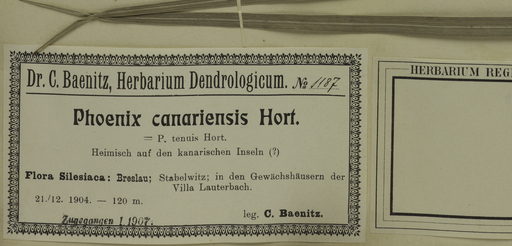 Dr. C. Baenitz, Herbarium Dendrologicum. No 1187
Phoenix canariensis Hort.
= P. tenuis Hort.
Heimisch auf den kanarischen Inseln (?)
Flora Silesiaca: Breslau; Stabelwitz; in den Gewächshäusern der
Villa Lauterbach.
21./12. 1904. — 120 m.
leg. C. Baenitz.
Zugegangen 1 1907.
HERBARIUM REG